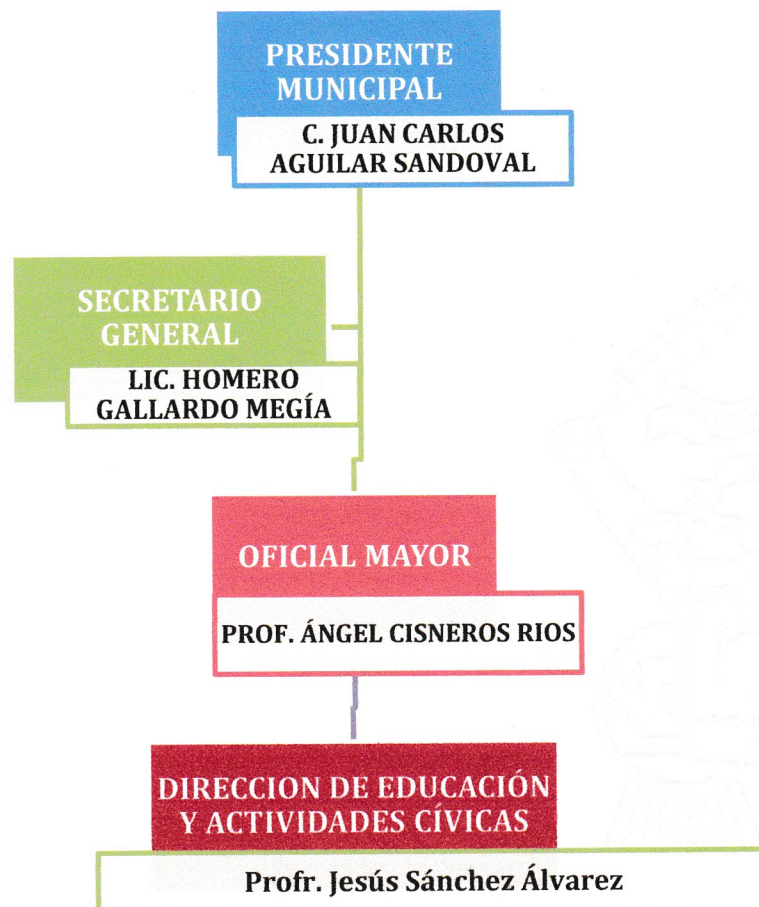 PRESIDENTE
MUNICIPAL
C. JUAN CARLOS
AGUILAR SANDOVAL
SECRETARIO
GENERAL
LIC. HOMERO
GALLARDO MEGÍA
OFICIAL MAYOR
PROF. ÁNGEL CISNEROS RIOS
DIRECCION DE EDUCACIÓN
Y ACTIVIDADES CÍVICAS
Profr. Jesús Sánchez Álvarez